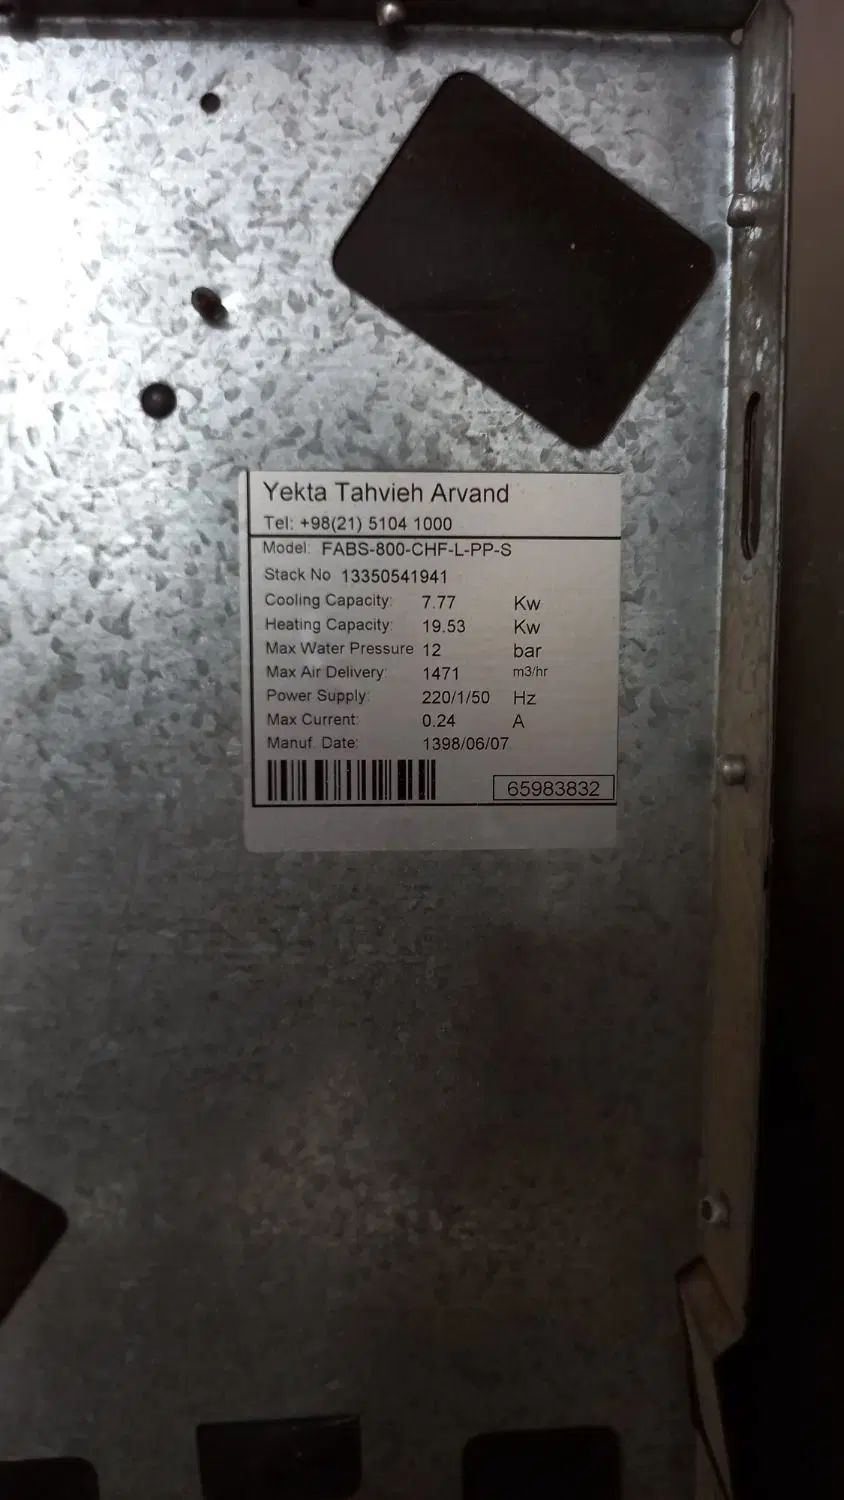 Yekta Tahvieh Arvand
Tel: +98(21) 5104 1000
Model: FABS-800-CHF-L-PP-S
Stack No 13350541941
Cooling Capacity: 7.77 Kw
Heating Capacity: 19.53 Kw
Max Water Pressure 12 bar
Max Air Delivery: 1471 m3/hr
Power Supply: 220/1/50 Hz
Max Current: 0.24 A
Manuf. Date: 1398/06/07
65983832